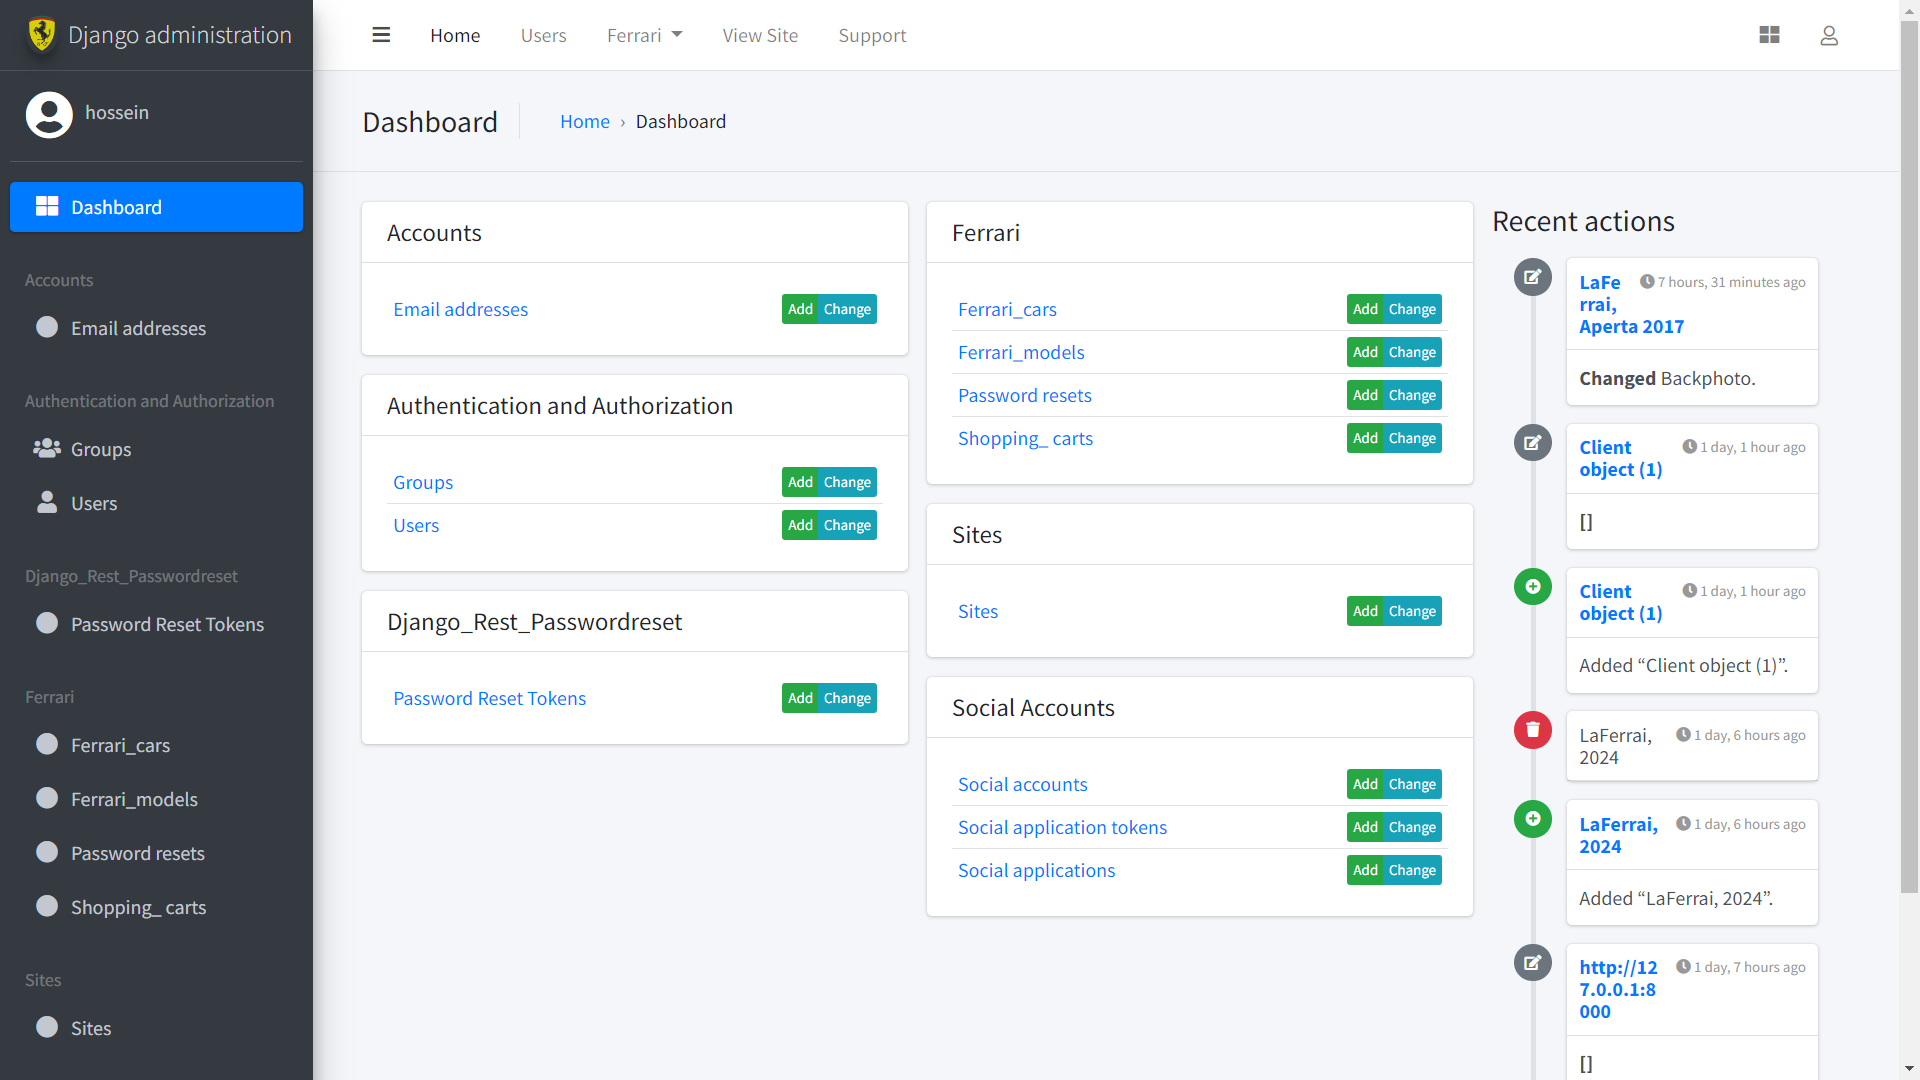 Django administration
hossein
Dashboard
Accounts
Email addresses
Authentication and Authorization
Groups
Users
Django_Rest_Passwordreset
Password Reset Tokens
Ferrari
Ferrari_cars
Ferrari_models
Password resets
Shopping_ carts
Sites
Sites
Home Users Ferrari View Site Support
Dashboard
Home › Dashboard
Accounts
Email addresses Add Change
Authentication and Authorization
Groups Add Change
Users Add Change
Django_Rest_Passwordreset
Password Reset Tokens Add Change
Ferrari
Ferrari_cars Add Change
Ferrari_models Add Change
Password resets Add Change
Shopping_ carts Add Change
Sites
Sites Add Change
Social Accounts
Social accounts Add Change
Social application tokens Add Change
Social applications Add Change
Recent actions
LaFe 7 hours, 31 minutes ago
rrai,
Aperta 2017
Changed Backphoto.
Client 1 day, 1 hour ago
object (1)
[]
Client 1 day, 1 hour ago
object (1)
Added “Client object (1)”.
LaFerrai, 1 day, 6 hours ago
2024
LaFerrai, 1 day, 6 hours ago
2024
Added “LaFerrai, 2024”.
http://12 1 day, 7 hours ago
7.0.0.1:8
000
[]